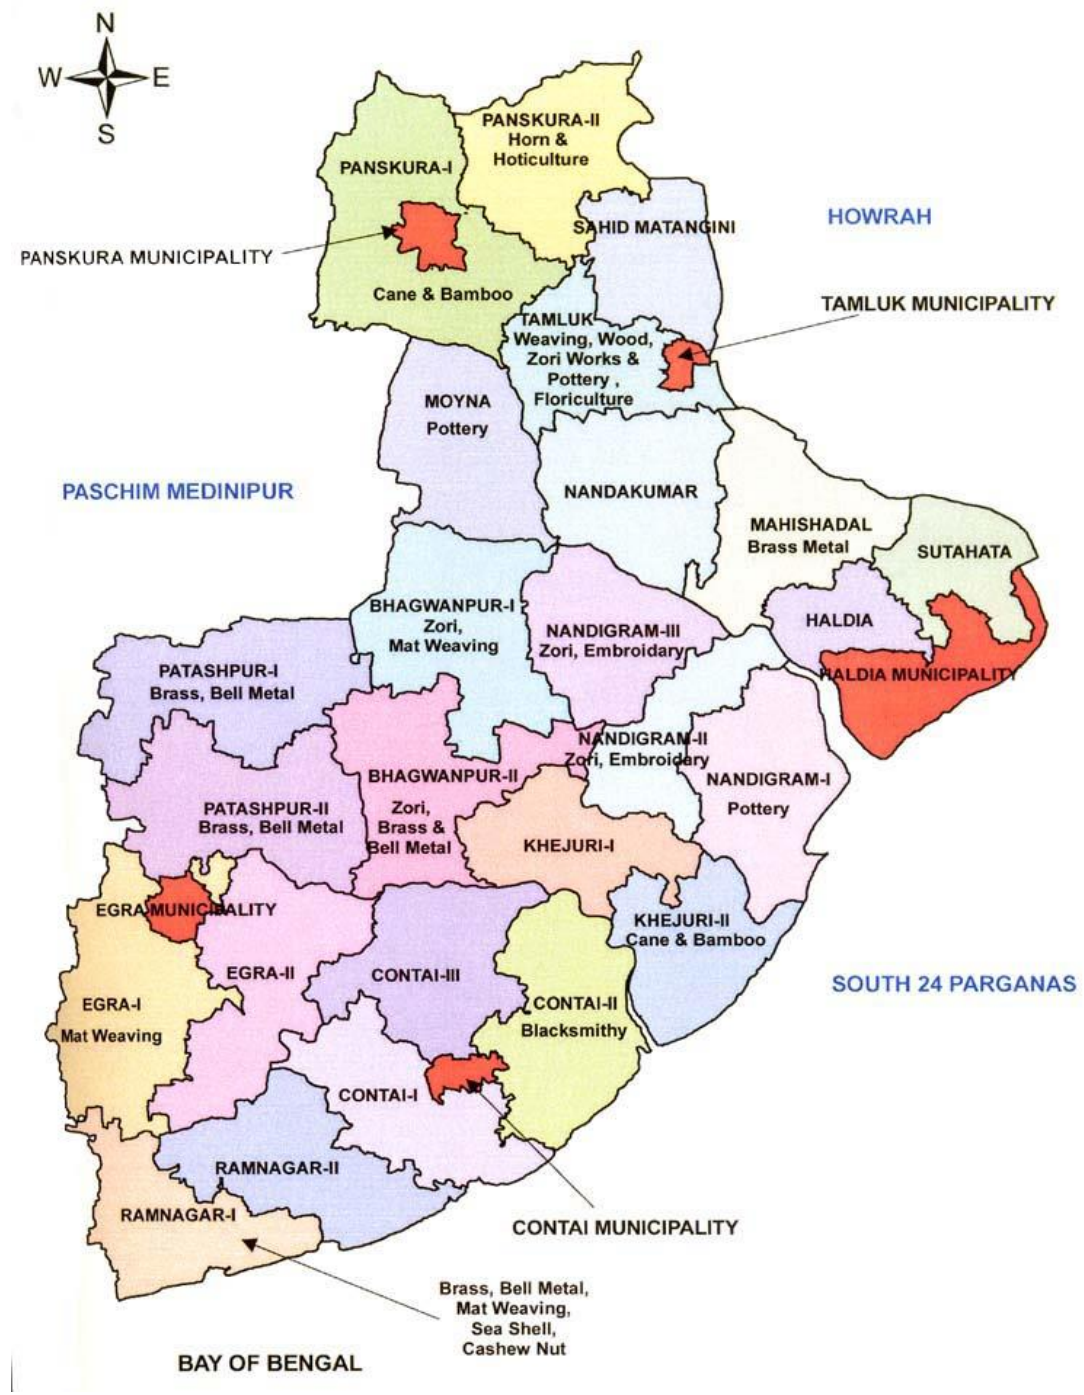 N
W E
S
PANSKURA-II
Horn &
Hoticulture
PANSKURA-I
SAHID MATANGINI
HOWRAH
PANSKURA MUNICIPALITY
Cane & Bamboo
TAMLUK MUNICIPALITY
TAMLUK
Weaving, Wood,
Zori Works &
Pottery ,
Floriculture
MOYNA
Pottery
PASCHIM MEDINIPUR
NANDAKUMAR
MAHISHADAL
Brass Metal
SUTAHATA
BHAGWANPUR-I
Zori,
Mat Weaving
HALDIA
NANDIGRAM-III
Zori, Embroidary
PATASHPUR-I
Brass, Bell Metal
HALDIA MUNICIPALITY
NANDIGRAM-II
Zori, Embroidary
BHAGWANPUR-II
Zori,
Brass &
Bell Metal
NANDIGRAM-I
Pottery
PATASHPUR-II
Brass, Bell Metal
KHEJURI-I
EGRA MUNICIPALITY
KHEJURI-II
Cane & Bamboo
EGRA-II
CONTAI-III
SOUTH 24 PARGANAS
EGRA-I
Mat Weaving
CONTAI-II
Blacksmithy
CONTAI-I
RAMNAGAR-II
RAMNAGAR-I
CONTAI MUNICIPALITY
Brass, Bell Metal,
Mat Weaving,
Sea Shell,
Cashew Nut
BAY OF BENGAL